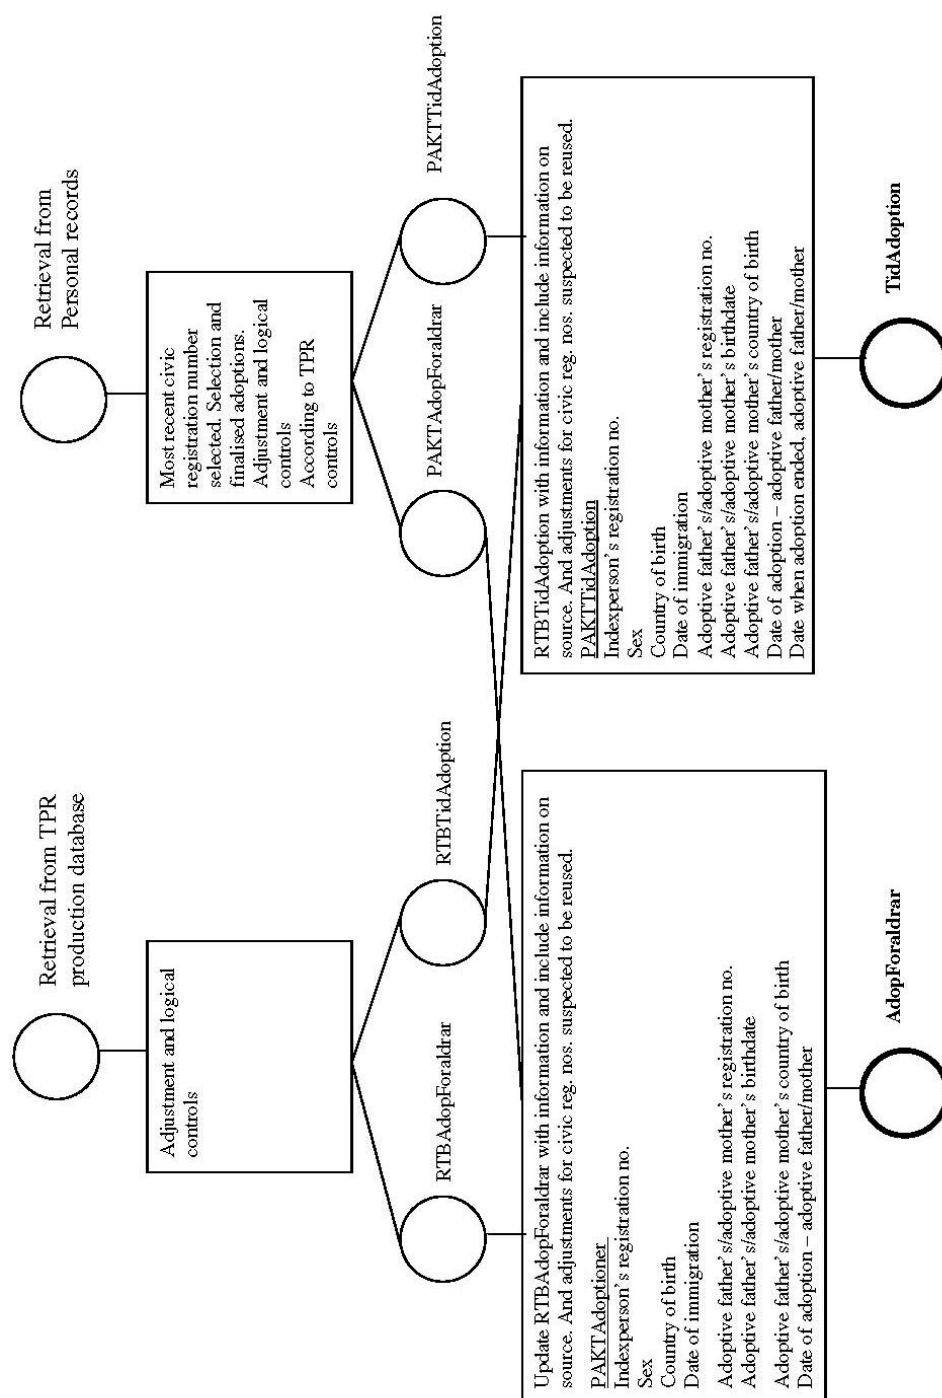 Retrieval from TPR
production database
Adjustment and logical
controls
RTBAdopForaldrar
RTBTidAdoption
Update RTBAdopForaldrar with information and include information on
source. And adjustments for civic reg. nos. suspected to be reused.
PAKTAdoptioner
Indexperson's registration no.
Sex
Country of birth
Date of immigration
Adoptive father's/adoptive mother's registration no.
Adoptive father's/adoptive mother's birthdate
Adoptive father's/adoptive mother's country of birth
Date of adoption – adoptive father/mother
AdopForaldrar
Retrieval from
Personal records
Most recent civic
registration number
selected. Selection and
finalised adoptions.
Adjustment and logical
controls
According to TPR
controls
PAKTAdopForaldrar
PAKTTidAdoption
RTBTidAdoption with information and include information on
source. And adjustments for civic reg. nos. suspected to be reused.
PAKTTidAdoption
Indexperson's registration no.
Sex
Country of birth
Date of immigration
Adoptive father's/adoptive mother's registration no.
Adoptive father's/adoptive mother's birthdate
Adoptive father's/adoptive mother's country of birth
Date of adoption – adoptive father/mother
Date when adoption ended, adoptive father/mother
TidAdoption